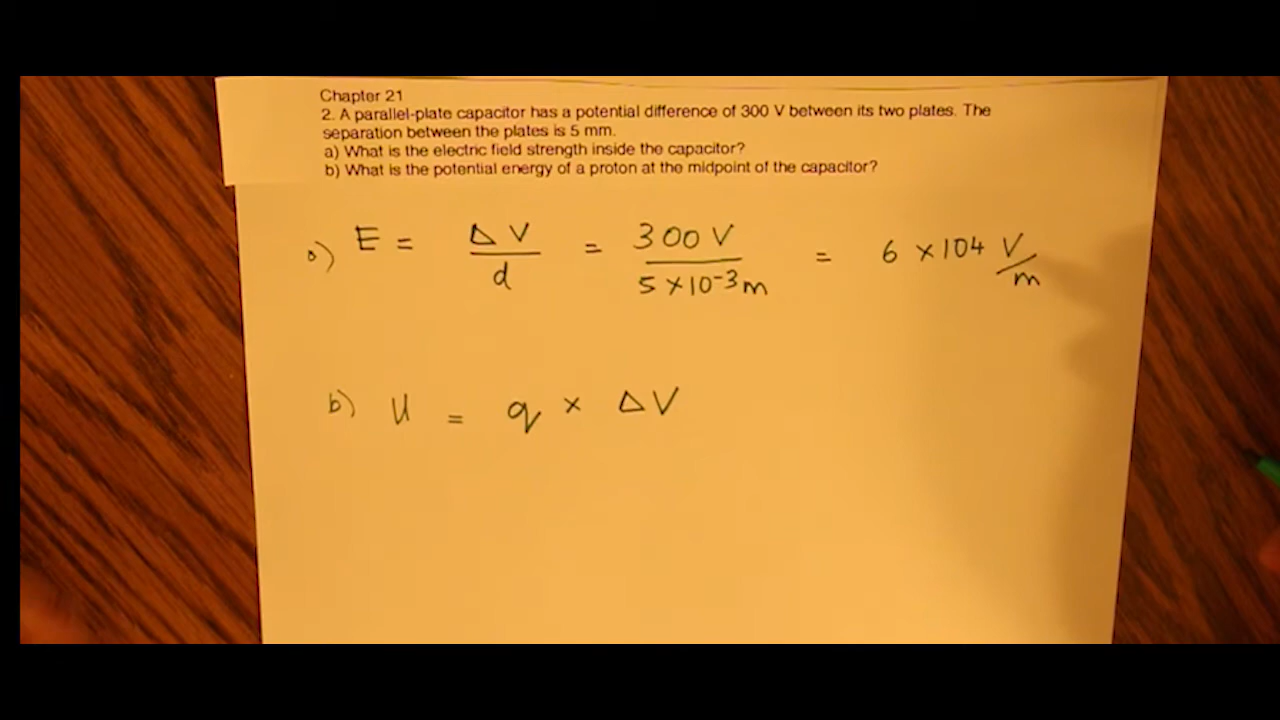 Chapter 21
2. A parallel-plate capacitor has a potential difference of 300 V between its two plates. The
separation between the plates is 5 mm.
a) What is the electric field strength inside the capacitor?
b) What is the potential energy of a proton at the midpoint of the capacitor?
a) E = ΔV/d = 300 V / 5 × 10⁻³ m = 6 × 10⁴ V/m
b) U = q × ΔV